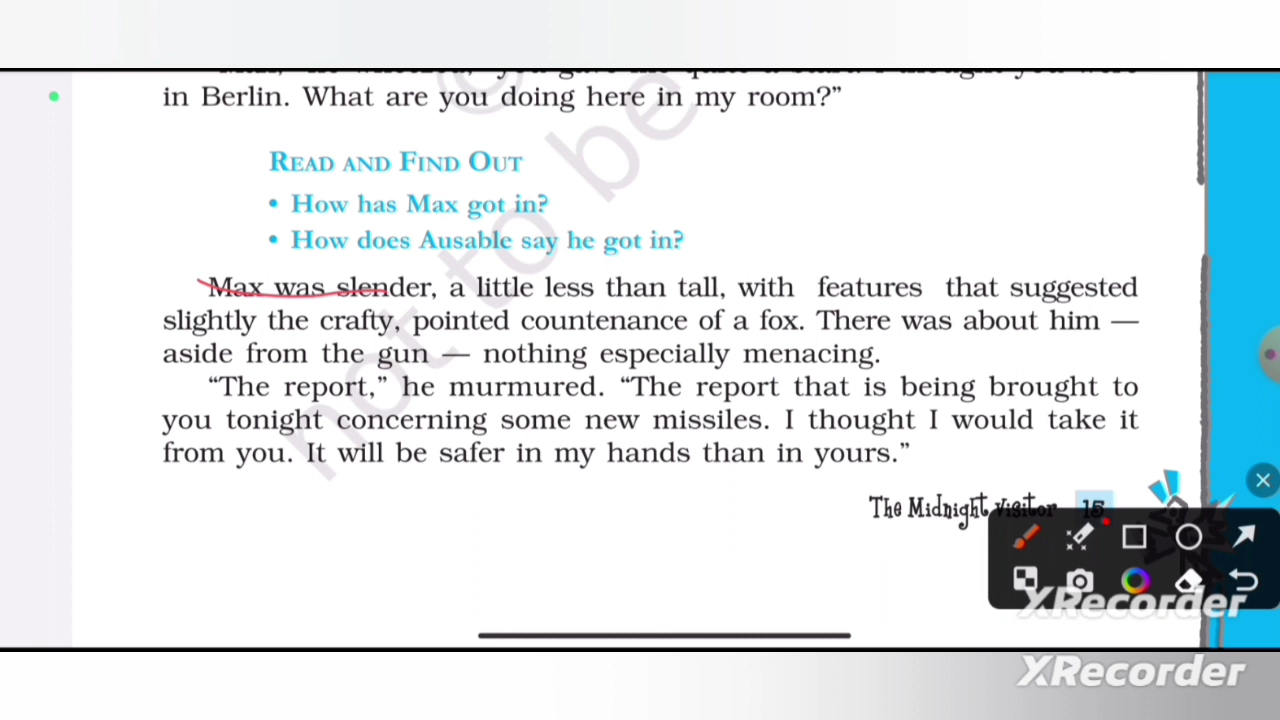 in Berlin. What are you doing here in my room?”
READ AND FIND OUT
• How has Max got in?
• How does Ausable say he got in?
Max was slender, a little less than tall, with features that suggested
slightly the crafty, pointed countenance of a fox. There was about him —
aside from the gun — nothing especially menacing.
“The report,” he murmured. “The report that is being brought to
you tonight concerning some new missiles. I thought I would take it
from you. It will be safer in my hands than in yours.”
The Midnight Visitor 15
not to be
XRecorder
XRecorder